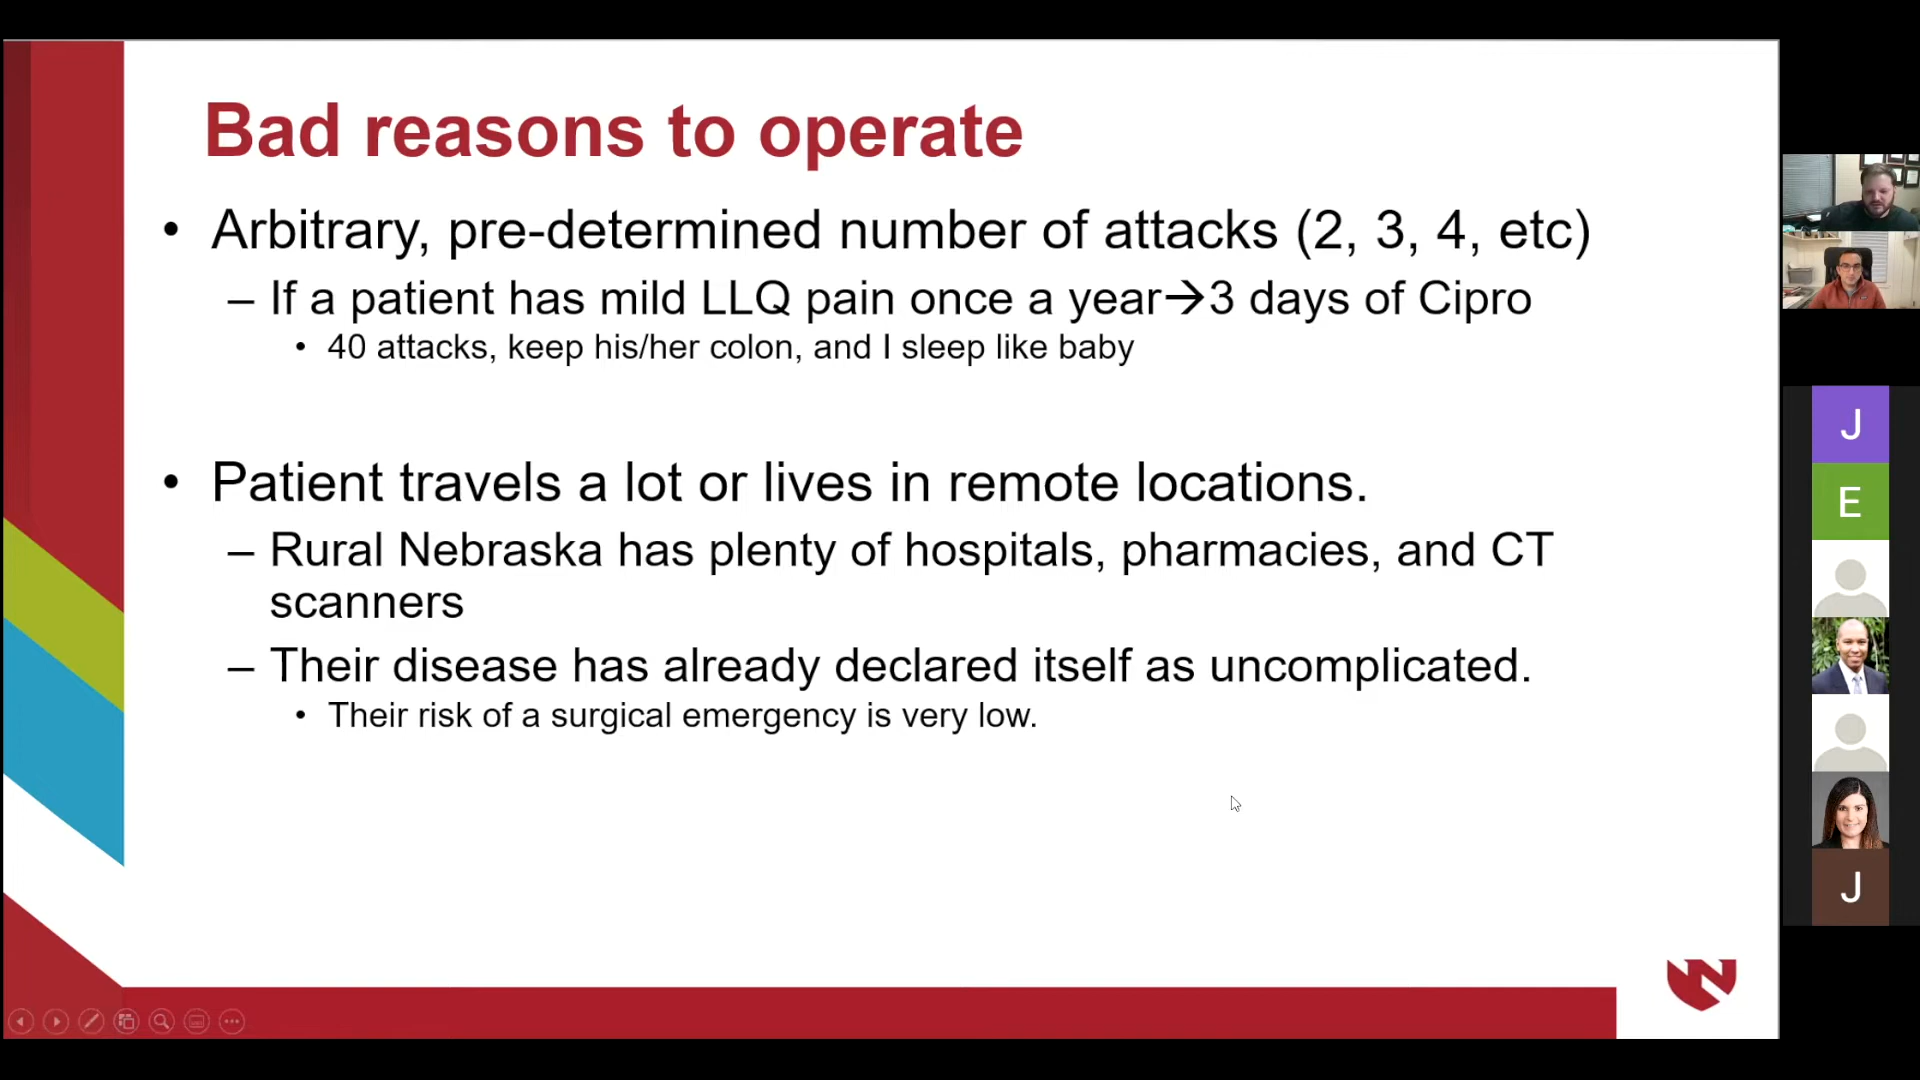 Bad reasons to operate
• Arbitrary, pre-determined number of attacks (2, 3, 4, etc)
– If a patient has mild LLQ pain once a year→3 days of Cipro
• 40 attacks, keep his/her colon, and I sleep like baby
• Patient travels a lot or lives in remote locations.
– Rural Nebraska has plenty of hospitals, pharmacies, and CT
scanners
– Their disease has already declared itself as uncomplicated.
• Their risk of a surgical emergency is very low.
J
E
J
N